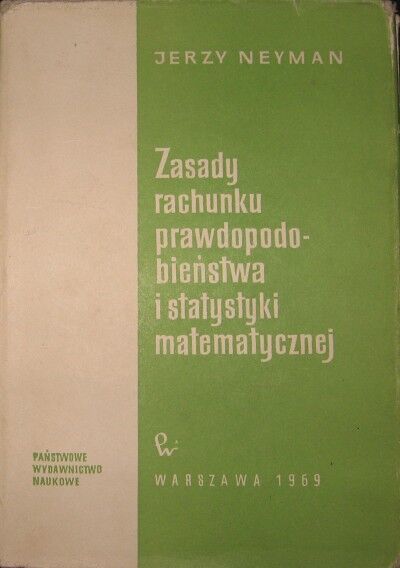 JERZY NEYMAN
Zasady
rachunku
prawdopodo-
bieństwa
i statystyki
matematycznej
PAŃSTWOWE
WYDAWNICTWO
NAUKOWE
WARSZAWA 1969